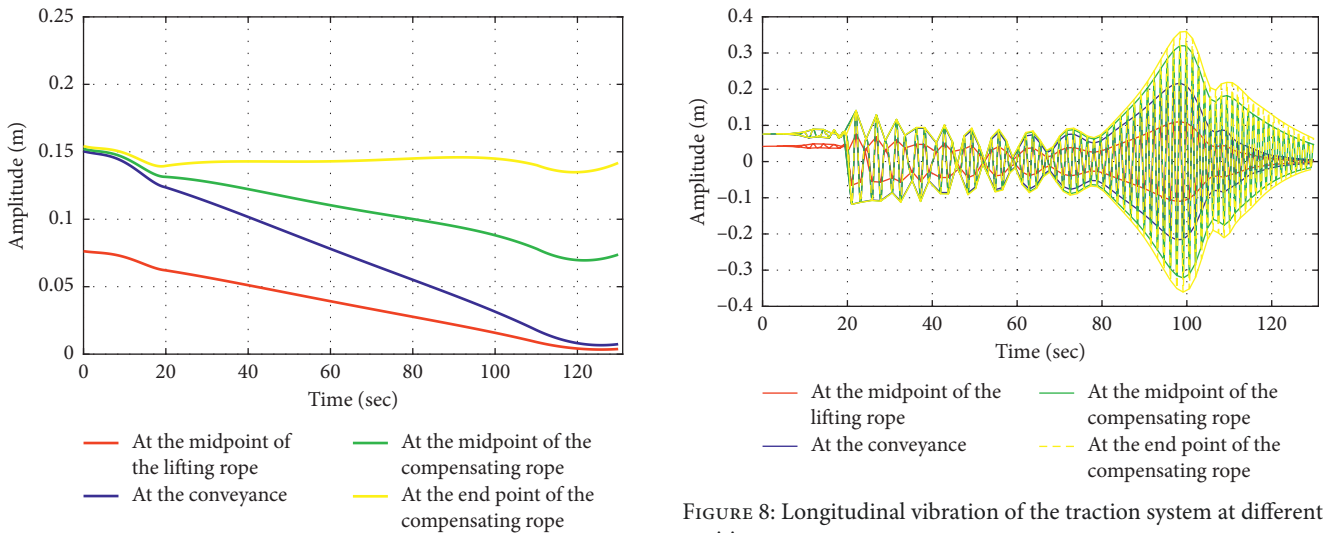 0.25
0.2
0.15
0.1
0.05
0
Amplitude (m)
0 20 40 60 80 100 120
Time (sec)
At the midpoint of
the lifting rope
At the conveyance
At the midpoint of the
compensating rope
At the end point of the
compensating rope
0.4
0.3
0.2
0.1
0
–0.1
–0.2
–0.3
–0.4
Amplitude (m)
0 20 40 60 80 100 120
Time (sec)
At the midpoint of the
lifting rope
At the conveyance
At the midpoint of the
compensating rope
At the end point of the
compensating rope
FIGURE 8: Longitudinal vibration of the traction system at different